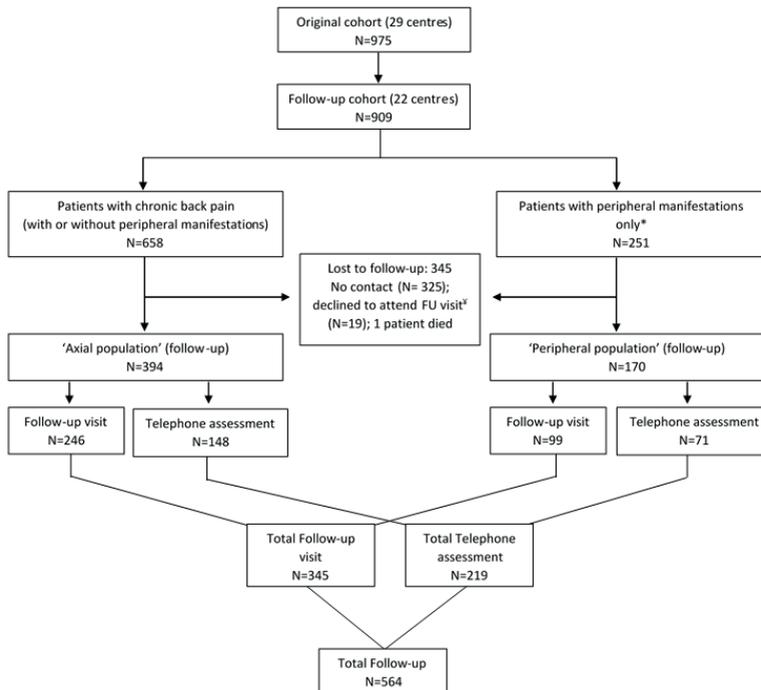 Original cohort (29 centres)
N=975
Follow-up cohort (22 centres)
N=909
Patients with chronic back pain
(with or without peripheral manifestations)
N=658
Patients with peripheral manifestations
only*
N=251
Lost to follow-up: 345
No contact (N= 325);
declined to attend FU visit¥
(N=19); 1 patient died
‘Axial population’ (follow-up)
N=394
‘Peripheral population’ (follow-up)
N=170
Follow-up visit
N=246
Telephone assessment
N=148
Follow-up visit
N=99
Telephone assessment
N=71
Total Follow-up
visit
N=345
Total Telephone
assessment
N=219
Total Follow-up
N=564